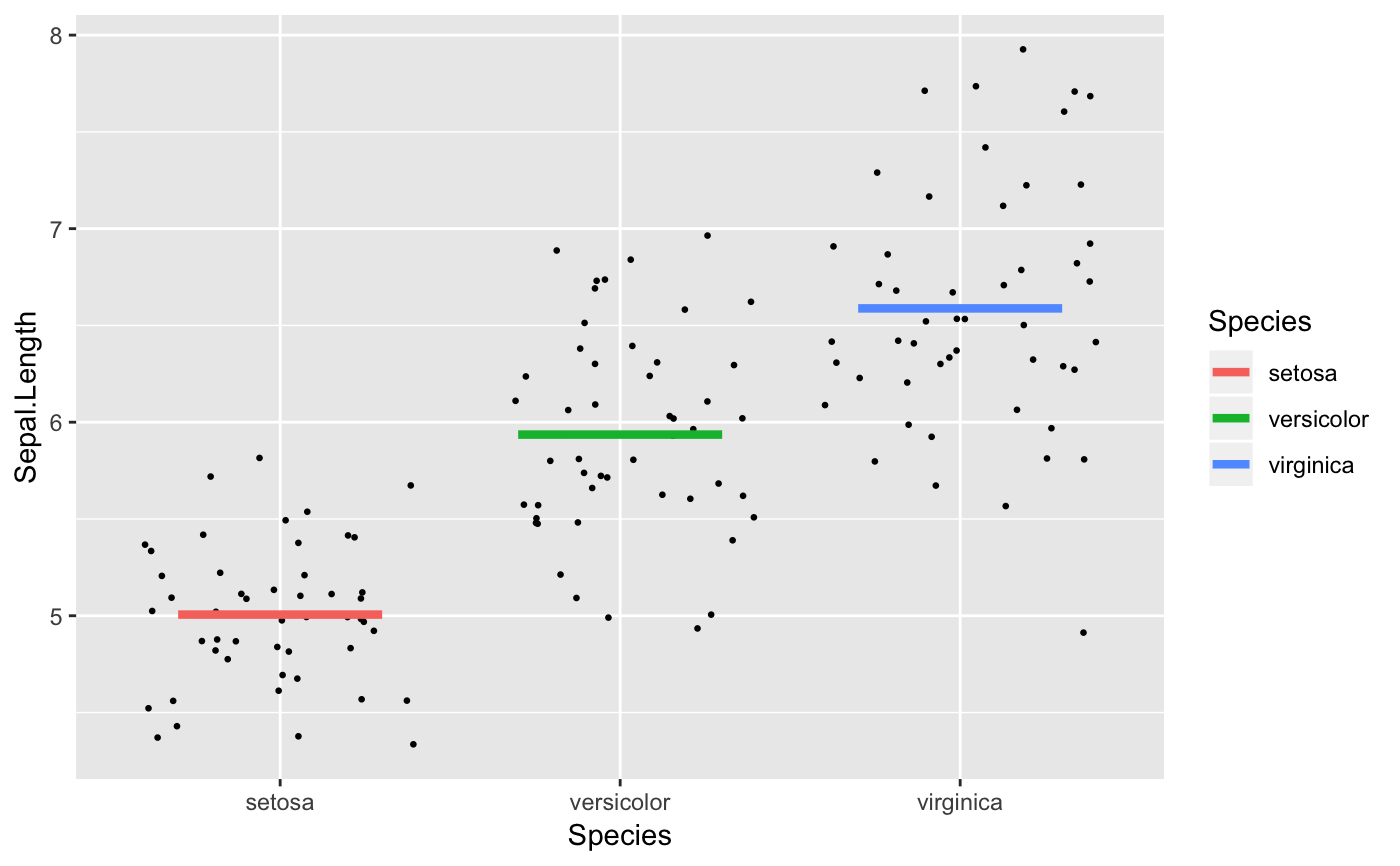 8
7
6
5
Sepal.Length
setosa
versicolor
virginica
Species
Species
setosa
versicolor
virginica